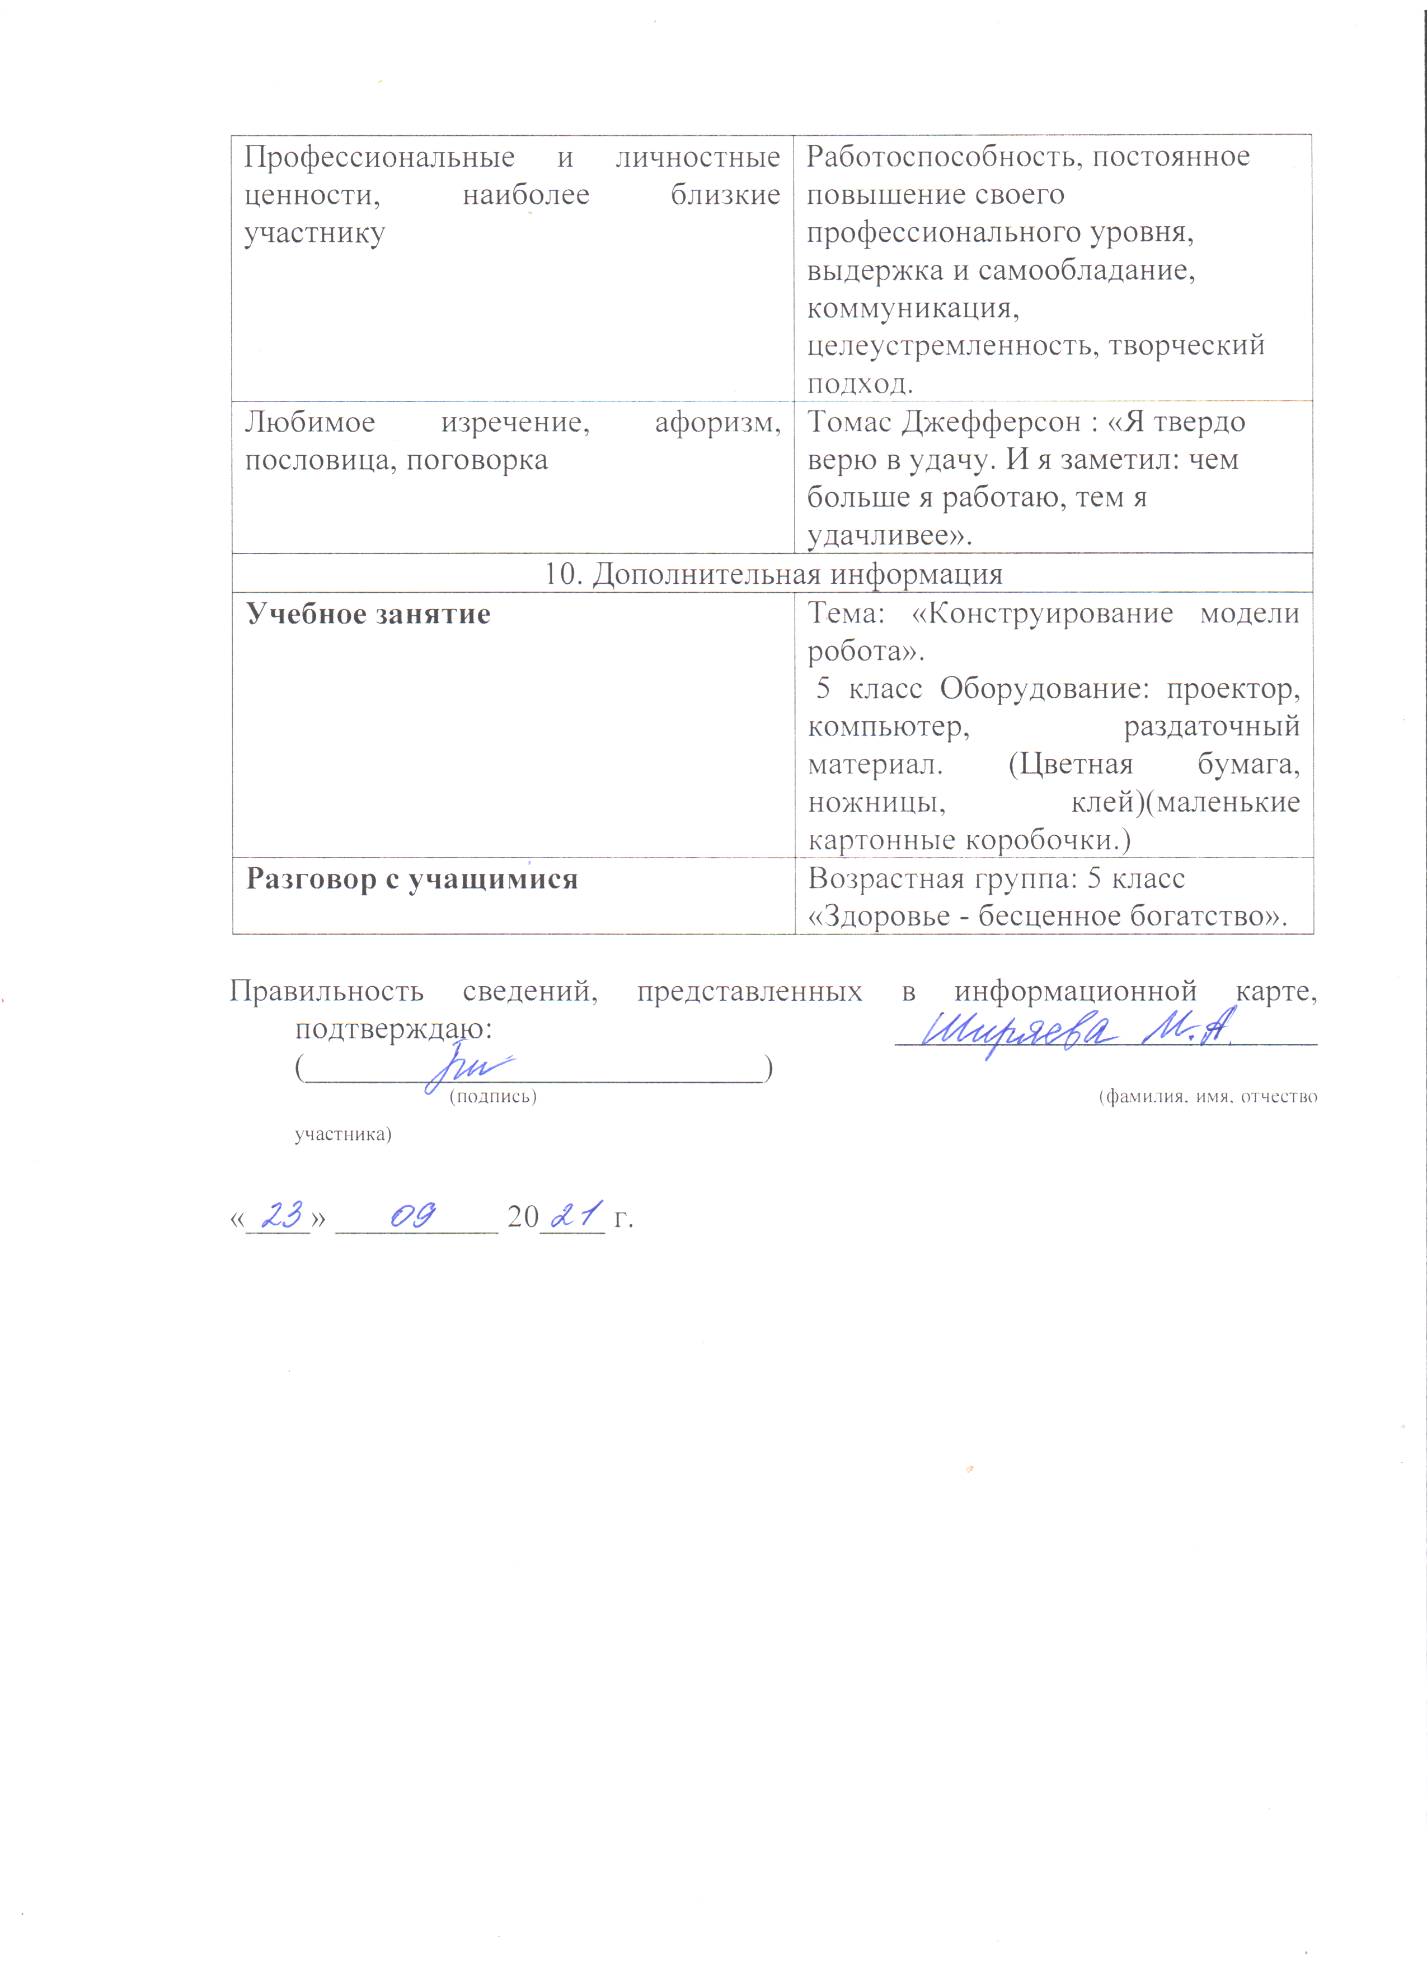 Профессиональные и личностные
ценности, наиболее близкие
участнику
Работоспособность, постоянное
повышение своего
профессионального уровня,
выдержка и самообладание,
коммуникация,
целеустремленность, творческий
подход.
Любимое изречение, афоризм,
пословица, поговорка
Томас Джефферсон : «Я твердо
верю в удачу. И я заметил: чем
больше я работаю, тем я
удачливее».
10. Дополнительная информация
Учебное занятие
Тема: «Конструирование модели
робота».
5 класс Оборудование: проектор,
компьютер, раздаточный
материал. (Цветная бумага,
ножницы, клей)(маленькие
картонные коробочки.)
Разговор с учащимися
Возрастная группа: 5 класс
«Здоровье - бесценное богатство».
Правильность сведений, представленных в информационной карте,
подтверждаю: Ширяева М.А.
(____)
(подпись) (фамилия, имя, отчество
участника)
«23» 09 2021 г.